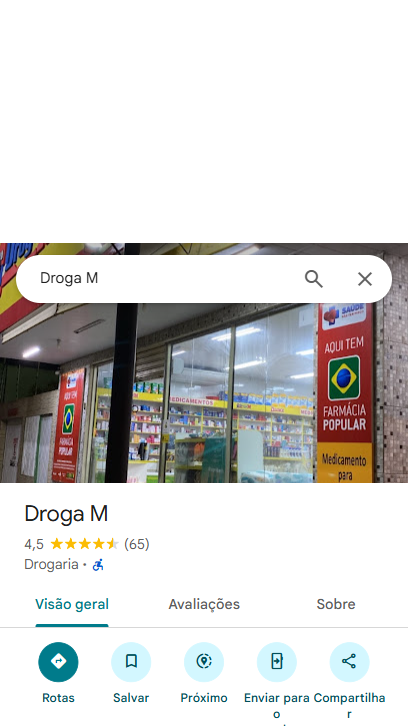 Droga M
SAÚDE
AQUI TEM
FARMÁCIA
POPULAR
Medicamento
para
MEDICAMENTOS
AQUI TEM
FARMÁCIA
POPULAR
Droga M
4,5 (65)
Drogaria ·
Visão geral Avaliações Sobre
Rotas Salvar Próximo Enviar para o Compartilhar